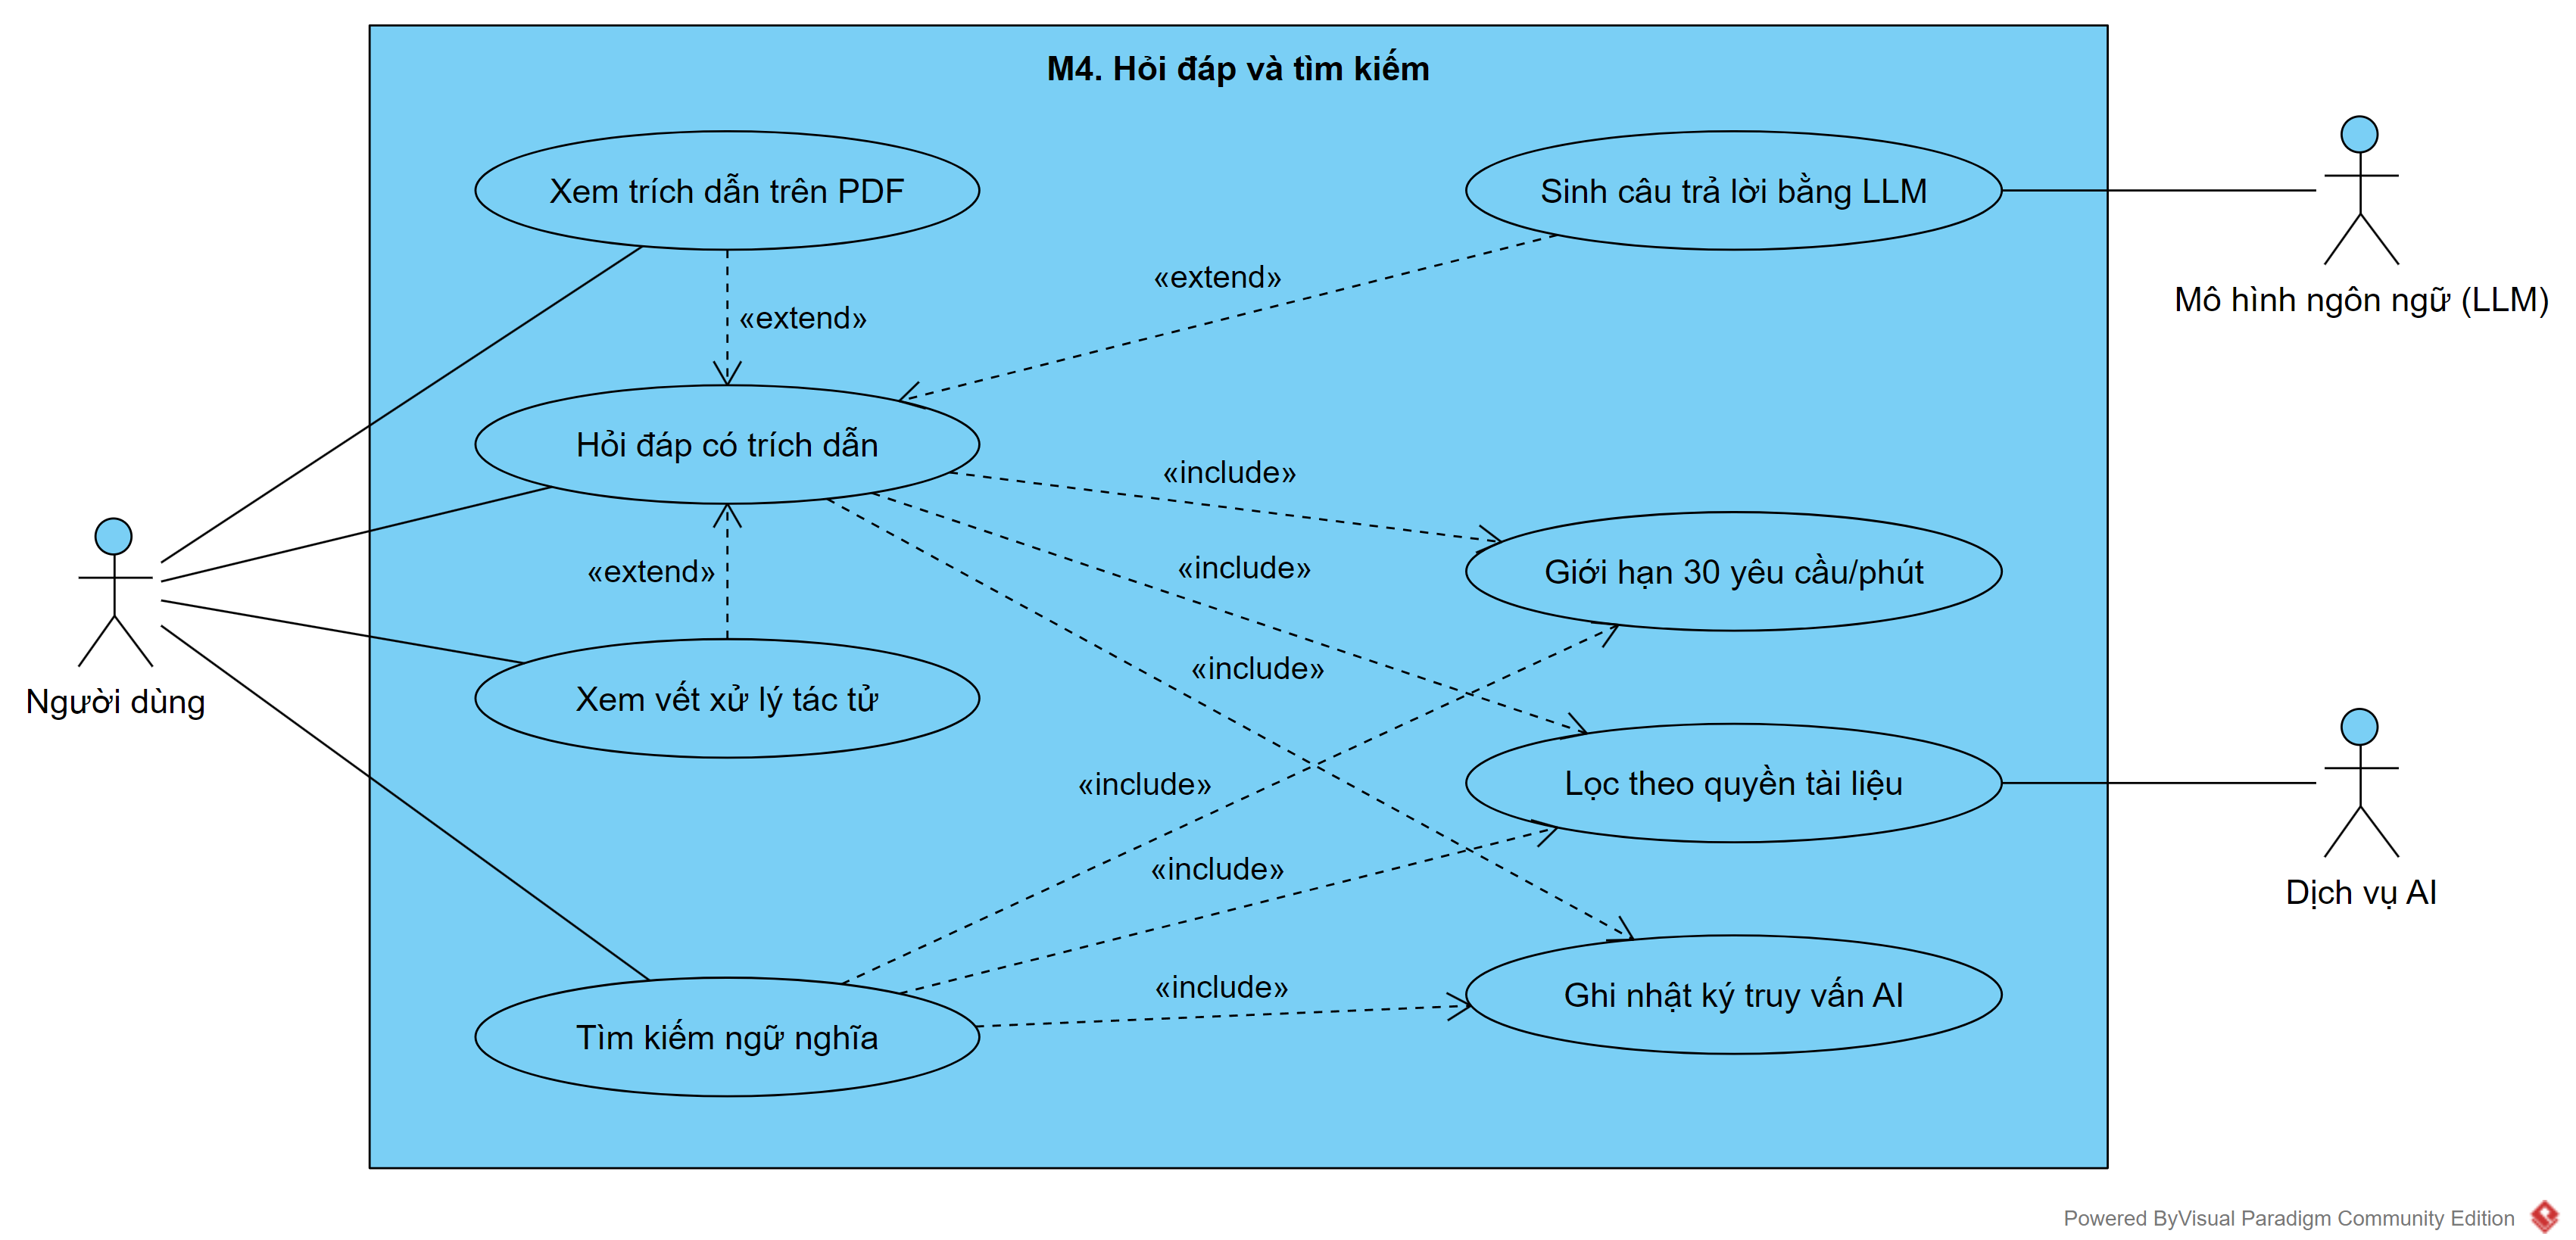 M4. Hỏi đáp và tìm kiếm
Xem trích dẫn trên PDF
Sinh câu trả lời bằng LLM
«extend»
Mô hình ngôn ngữ (LLM)
«extend»
Hỏi đáp có trích dẫn
«include»
«include»
«extend»
Giới hạn 30 yêu cầu/phút
«include»
Người dùng
Xem vết xử lý tác tử
«include»
Lọc theo quyền tài liệu
«include»
Dịch vụ AI
«include»
Ghi nhật ký truy vấn AI
Tìm kiếm ngữ nghĩa
Powered ByVisual Paradigm Community Edition